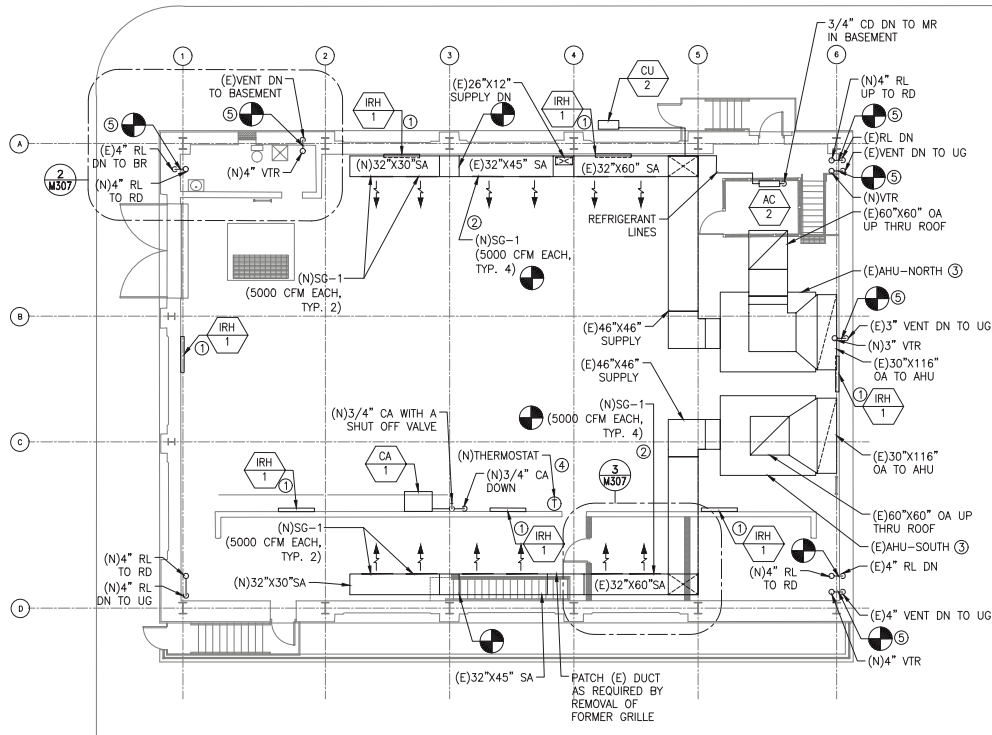 3/4" CD DN TO MR
IN BASEMENT
1
2
3
4
5
6
(E)VENT DN
TO BASEMENT
(E)26"X12"
SUPPLY DN
CU
2
(N)4" RL
UP TO RD
5
IRH
1
1
IRH
1
1
5
5
(E)RL DN
A
(E)4" RL
DN TO BR
(E)VENT DN TO UG
2
M307
(N)4" VTR
(N)32"X30"SA
(E)32"X45" SA
(E)32"X60" SA
5
(N)4" RL
TO RD
(N)VTR
AC
2
(E)60"X60" OA
UP THRU ROOF
REFRIGERANT
LINES
2
(N)SG-1
(5000 CFM EACH,
TYP. 2)
(N)SG-1
(5000 CFM EACH,
TYP. 4)
(E)AHU-NORTH 3
5
B
(E)46"X46"
SUPPLY
(E)3" VENT DN TO UG
(N)3" VTR
IRH
1
1
(E)46"X46"
SUPPLY
(E)30"X116"
OA TO AHU
1
IRH
1
(N)3/4" CA WITH A
SHUT OFF VALVE
(N)SG-1
(5000 CFM EACH,
TYP. 4)
2
C
(E)30"X116"
OA TO AHU
IRH
1
1
CA
1
(N)THERMOSTAT 4
T
(N)3/4" CA
DOWN
3
M307
(E)60"X60" OA UP
THRU ROOF
1
IRH
1
1
IRH
1
(E)AHU-SOUTH 3
(N)SG-1
(5000 CFM EACH,
TYP. 2)
(N)4" RL
TO RD
(N)4" RL
DN TO UG
(N)32"X30"SA
(E)32"X60"SA
(N)4" RL
TO RD
(E)4" RL DN
D
(E)4" VENT DN TO UG
5
(N)4" VTR
(E)32"X45" SA
PATCH (E) DUCT
AS REQUIRED BY
REMOVAL OF
FORMER GRILLE